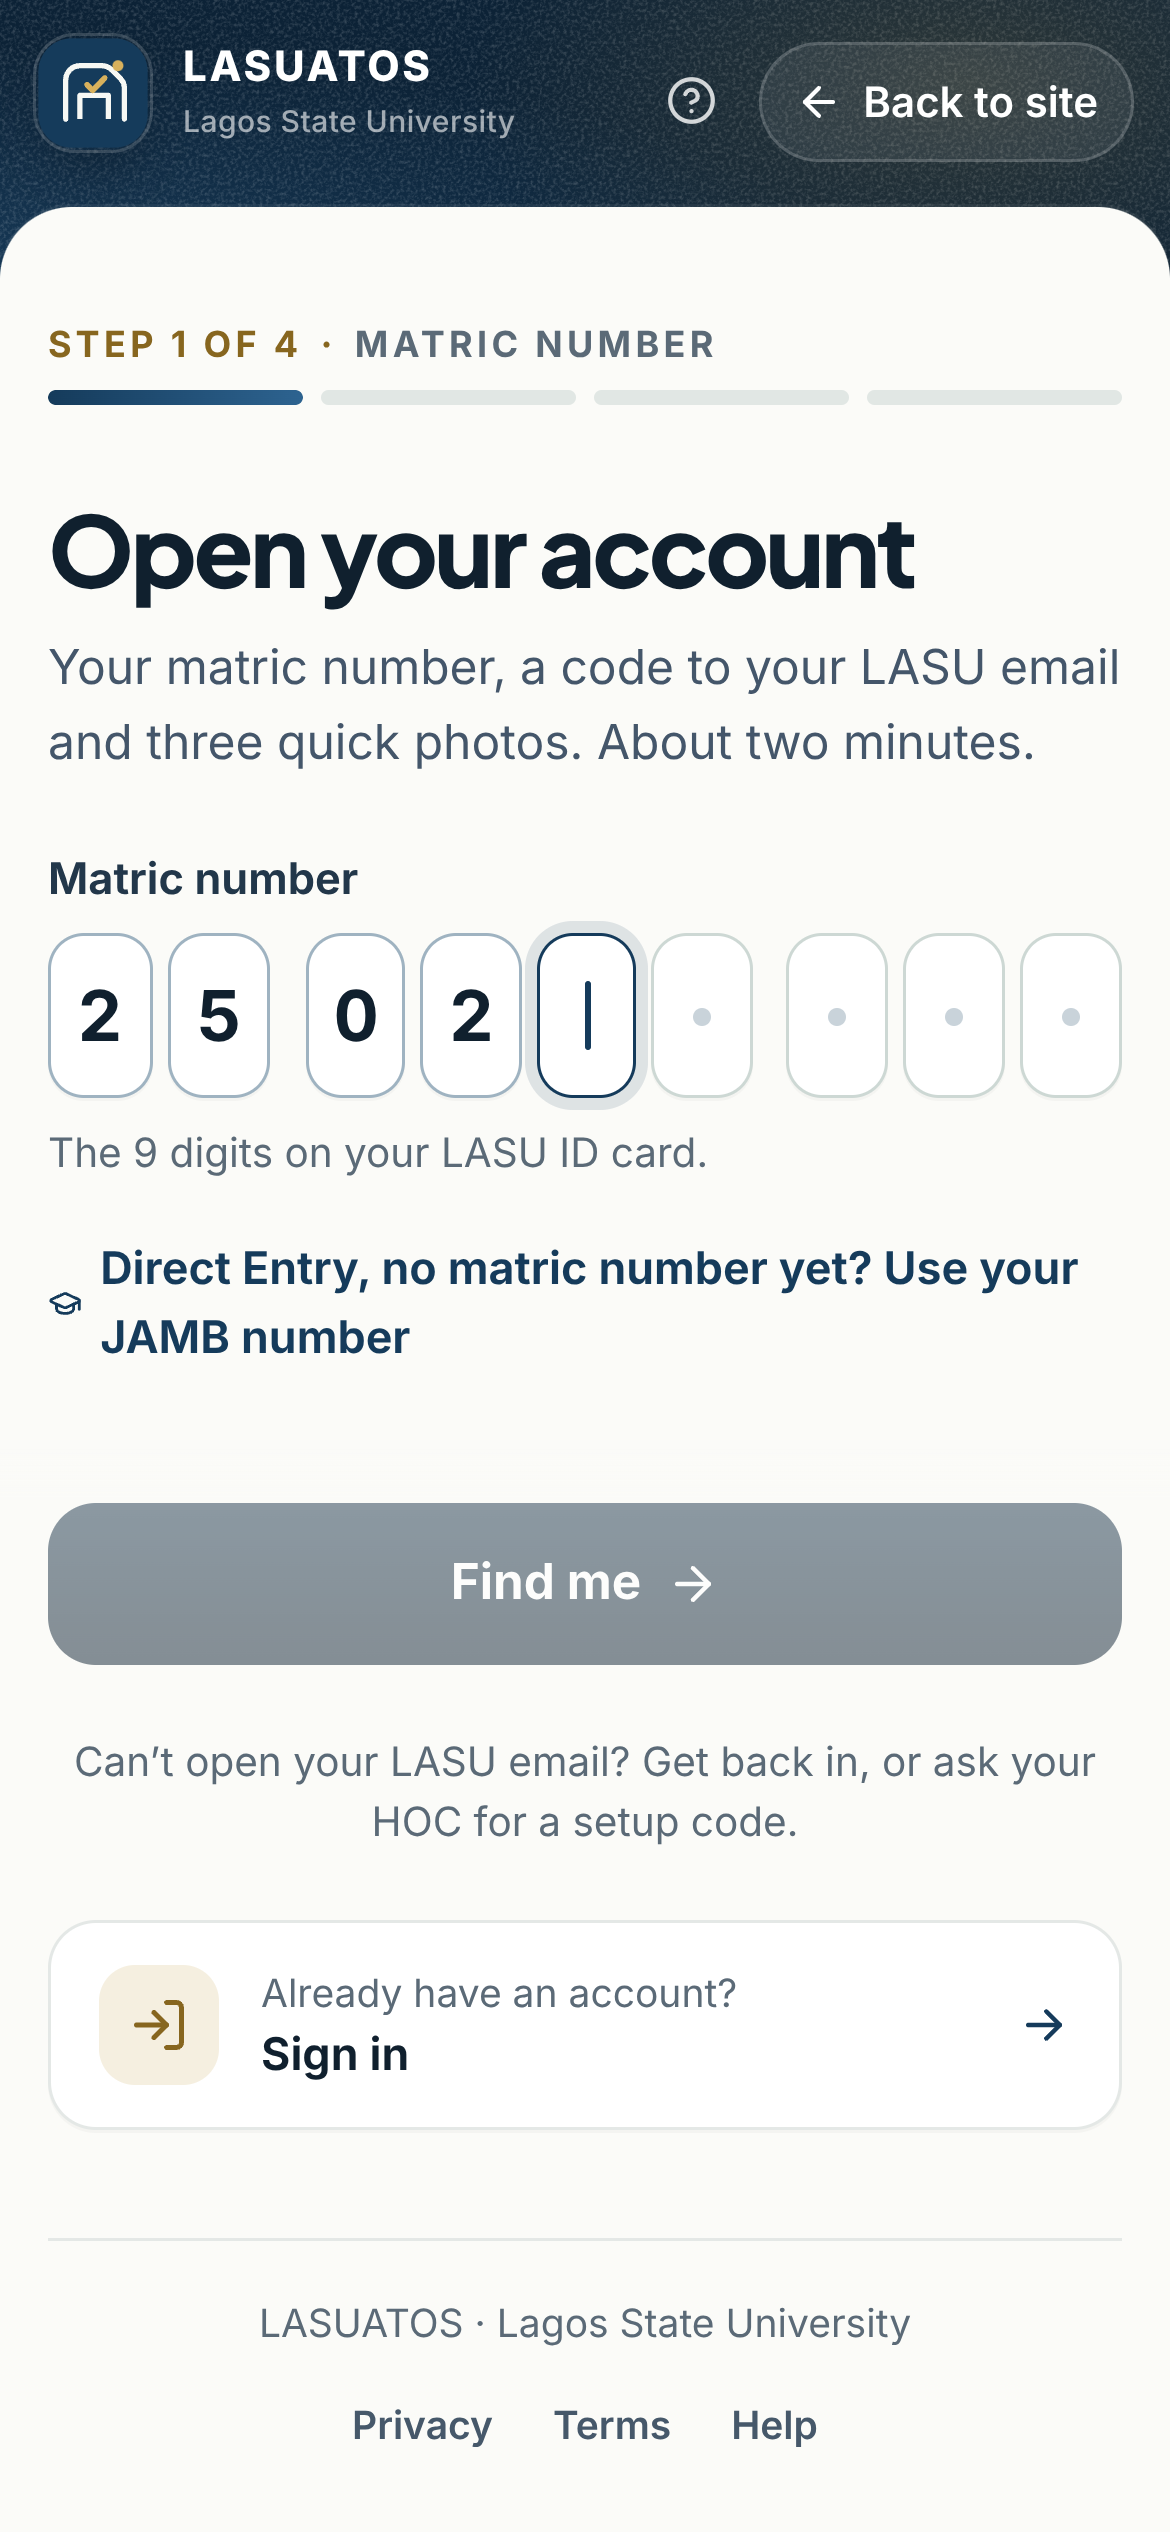 LASUATOS
Lagos State University
Back to site
STEP 1 OF 4 · MATRIC NUMBER
Open your account
Your matric number, a code to your LASU email
and three quick photos. About two minutes.
Matric number
2 5 0 2
The 9 digits on your LASU ID card.
Direct Entry, no matric number yet? Use your
JAMB number
Find me
Can’t open your LASU email? Get back in, or ask your
HOC for a setup code.
Already have an account?
Sign in
LASUATOS · Lagos State University
Privacy Terms Help